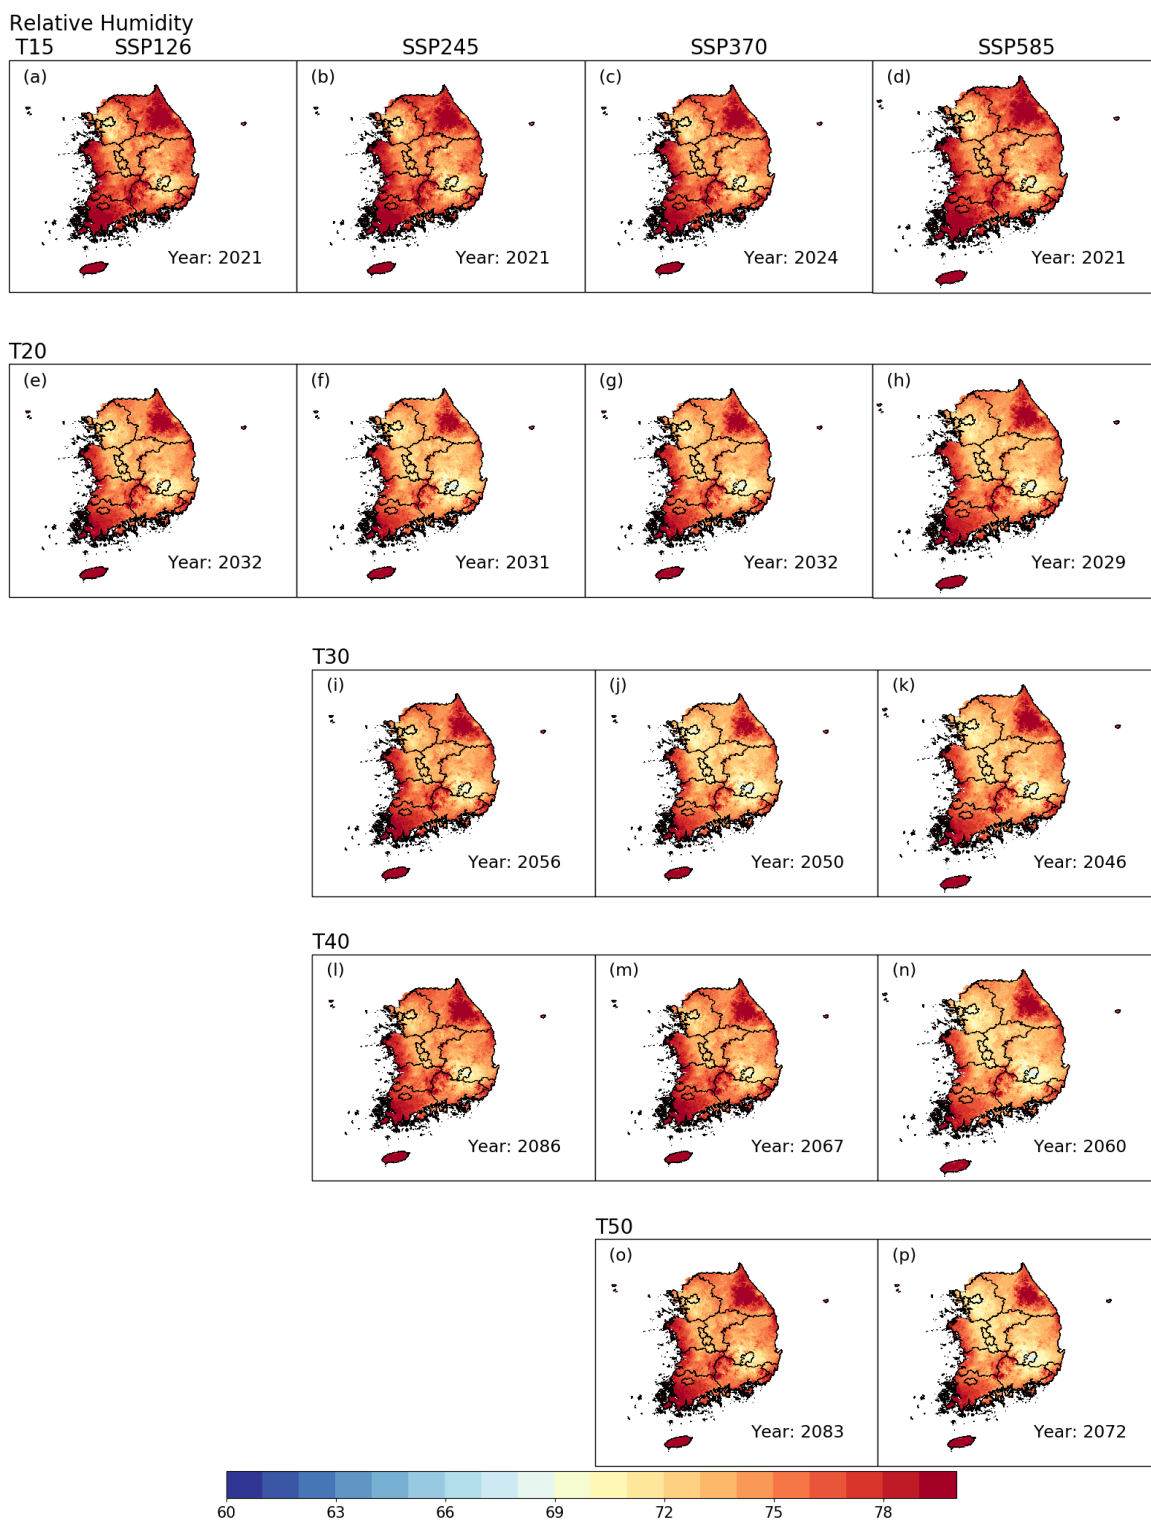 Relative Humidity
T15 SSP126 SSP245 SSP370 SSP585
(a) (b) (c) (d)
Year: 2021 Year: 2021 Year: 2024 Year: 2021
T20
(e) (f) (g) (h)
Year: 2032 Year: 2031 Year: 2032 Year: 2029
T30
(i) (j) (k)
Year: 2056 Year: 2050 Year: 2046
T40
(l) (m) (n)
Year: 2086 Year: 2067 Year: 2060
T50
(o) (p)
Year: 2083 Year: 2072
60 63 66 69 72 75 78